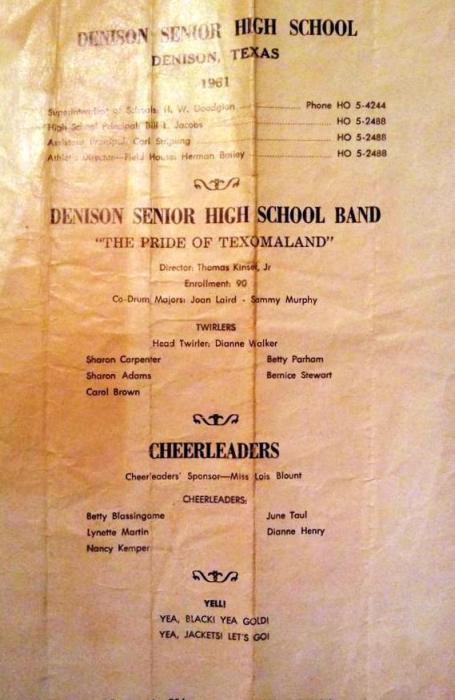 DENISON SENIOR HIGH SCHOOL
DENISON, TEXAS
1961
Superintendent of Schools: H. W. Goodgion Phone HO 5-4244
High School Principal: Bill L. Jacobs HO 5-2488
Assistant Principal: Carl HO 5-2488
Athletic Director—Field House: Herman HO 5-2488
DENISON SENIOR HIGH SCHOOL BAND
"THE PRIDE OF TEXOMALAND"
Director: Thomas Kinsel, Jr
Enrollment: 90
Co-Drum Majors: Joan Laird - Sammy Murphy
TWIRLERS
Head Twirler: Dianne Walker
Sharon Carpenter Betty Parham
Sharon Adams Bernice Stewart
Carol Brown
CHEERLEADERS
Cheerleaders' Sponsor—Miss Lois Blount
CHEERLEADERS:
Betty Blassingame June Taul
Lynette Martin Dianne Henry
Nancy Kemper
YELL!
YEA, BLACK! YEA GOLD!
YEA, JACKETS! LET'S GO!